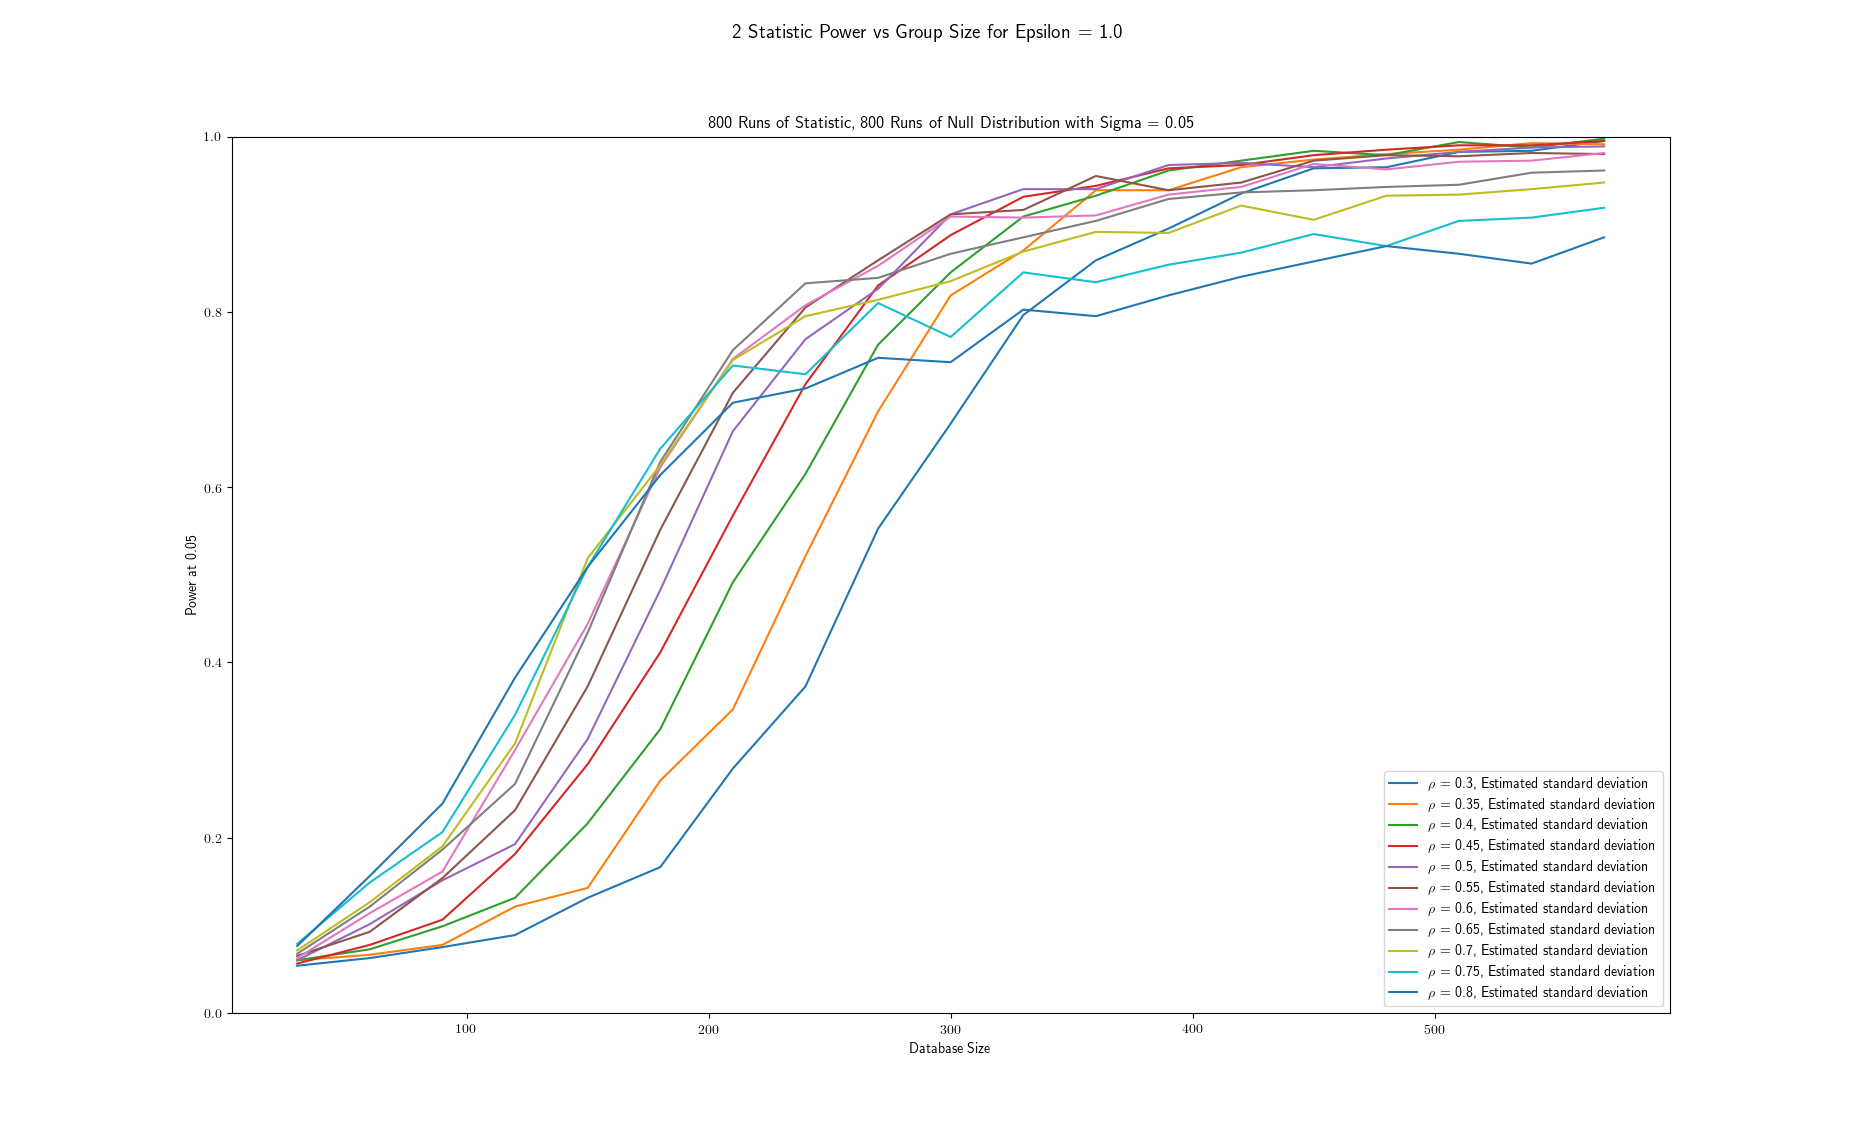 2 Statistic Power vs Group Size for Epsilon = 1.0
800 Runs of Statistic, 800 Runs of Null Distribution with Sigma = 0.05
1.0
0.8
0.6
0.4
0.2
0.0
Power at 0.05
100 200 300 400 500
Database Size
ρ = 0.3, Estimated standard deviation
ρ = 0.35, Estimated standard deviation
ρ = 0.4, Estimated standard deviation
ρ = 0.45, Estimated standard deviation
ρ = 0.5, Estimated standard deviation
ρ = 0.55, Estimated standard deviation
ρ = 0.6, Estimated standard deviation
ρ = 0.65, Estimated standard deviation
ρ = 0.7, Estimated standard deviation
ρ = 0.75, Estimated standard deviation
ρ = 0.8, Estimated standard deviation